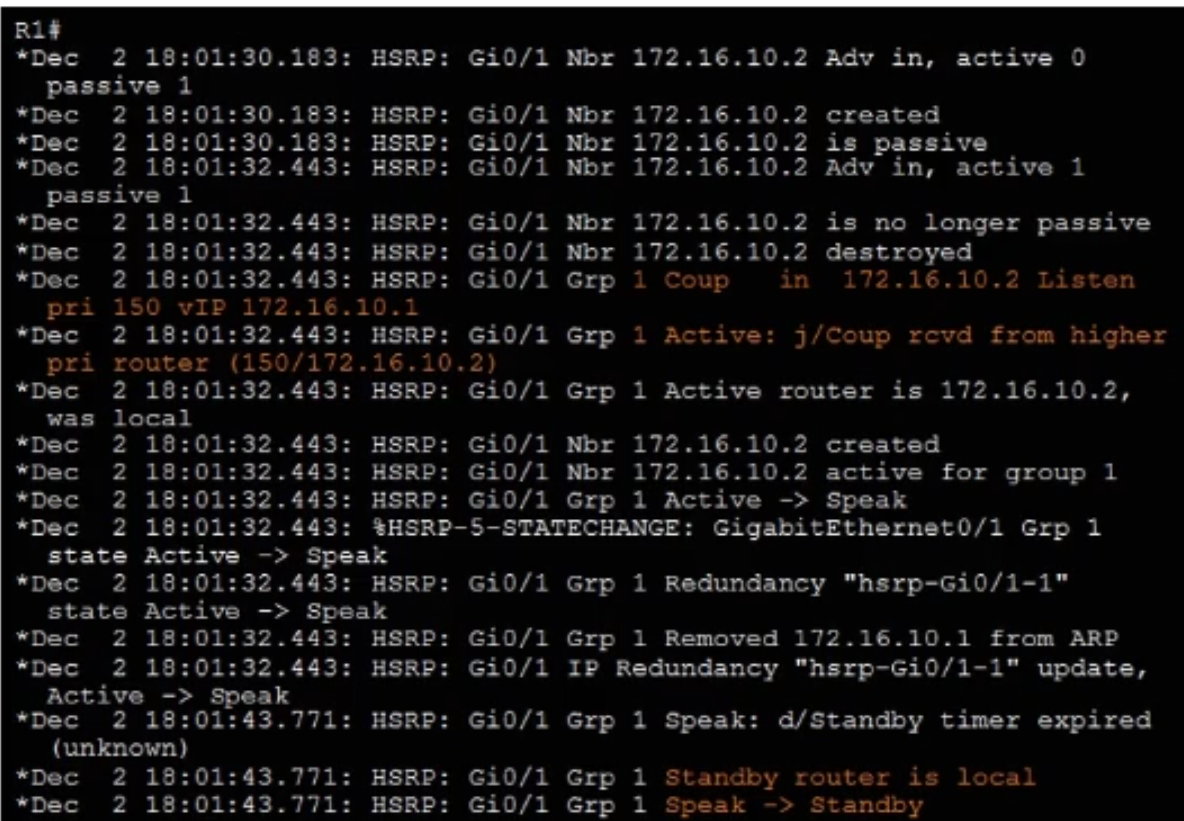 R1#
*Dec  2 18:01:30.183: HSRP: Gi0/1 Nbr 172.16.10.2 Adv in, active 0
passive 1
*Dec  2 18:01:30.183: HSRP: Gi0/1 Nbr 172.16.10.2 created
*Dec  2 18:01:30.183: HSRP: Gi0/1 Nbr 172.16.10.2 is passive
*Dec  2 18:01:32.443: HSRP: Gi0/1 Nbr 172.16.10.2 Adv in, active 1
passive 1
*Dec  2 18:01:32.443: HSRP: Gi0/1 Nbr 172.16.10.2 is no longer passive
*Dec  2 18:01:32.443: HSRP: Gi0/1 Nbr 172.16.10.2 destroyed
*Dec  2 18:01:32.443: HSRP: Gi0/1 Grp 1 Coup   in  172.16.10.2 Listen
pri 150 vIP 172.16.10.1
*Dec  2 18:01:32.443: HSRP: Gi0/1 Grp 1 Active: j/Coup rcvd from higher
pri router (150/172.16.10.2)
*Dec  2 18:01:32.443: HSRP: Gi0/1 Grp 1 Active router is 172.16.10.2,
was local
*Dec  2 18:01:32.443: HSRP: Gi0/1 Nbr 172.16.10.2 created
*Dec  2 18:01:32.443: HSRP: Gi0/1 Nbr 172.16.10.2 active for group 1
*Dec  2 18:01:32.443: HSRP: Gi0/1 Grp 1 Active -> Speak
*Dec  2 18:01:32.443: %HSRP-5-STATECHANGE: GigabitEthernet0/1 Grp 1
state Active -> Speak
*Dec  2 18:01:32.443: HSRP: Gi0/1 Grp 1 Redundancy "hsrp-Gi0/1-1"
state Active -> Speak
*Dec  2 18:01:32.443: HSRP: Gi0/1 Grp 1 Removed 172.16.10.1 from ARP
*Dec  2 18:01:32.443: HSRP: Gi0/1 IP Redundancy "hsrp-Gi0/1-1" update,
Active -> Speak
*Dec  2 18:01:43.771: HSRP: Gi0/1 Grp 1 Speak: d/Standby timer expired
(unknown)
*Dec  2 18:01:43.771: HSRP: Gi0/1 Grp 1 Standby router is local
*Dec  2 18:01:43.771: HSRP: Gi0/1 Grp 1 Speak -> Standby